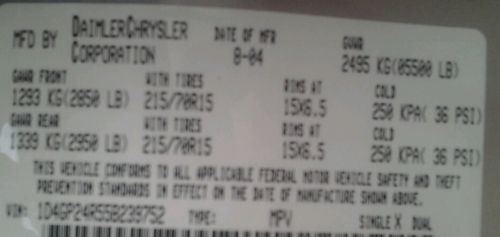 MFD BY DAIMLERCHRYSLER CORPORATION DATE OF MFR 8-04 GVWR 2495 KG(05500 LB)
GAWR FRONT WITH TIRES RIMS AT COLD
1293 KG(2850 LB) 215/70R15 15X6.5 250 KPA( 36 PSI)
GAWR REAR WITH TIRES RIMS AT COLD
1339 KG(2950 LB) 215/70R15 15X6.5 250 KPA( 36 PSI)
THIS VEHICLE CONFORMS TO ALL APPLICABLE FEDERAL MOTOR VEHICLE SAFETY AND THEFT
PREVENTION STANDARDS IN EFFECT ON THE DATE OF MANUFACTURE SHOWN ABOVE.
VIN: 1D4GP24R55B239752 TYPE: MPV SINGLE X DUAL